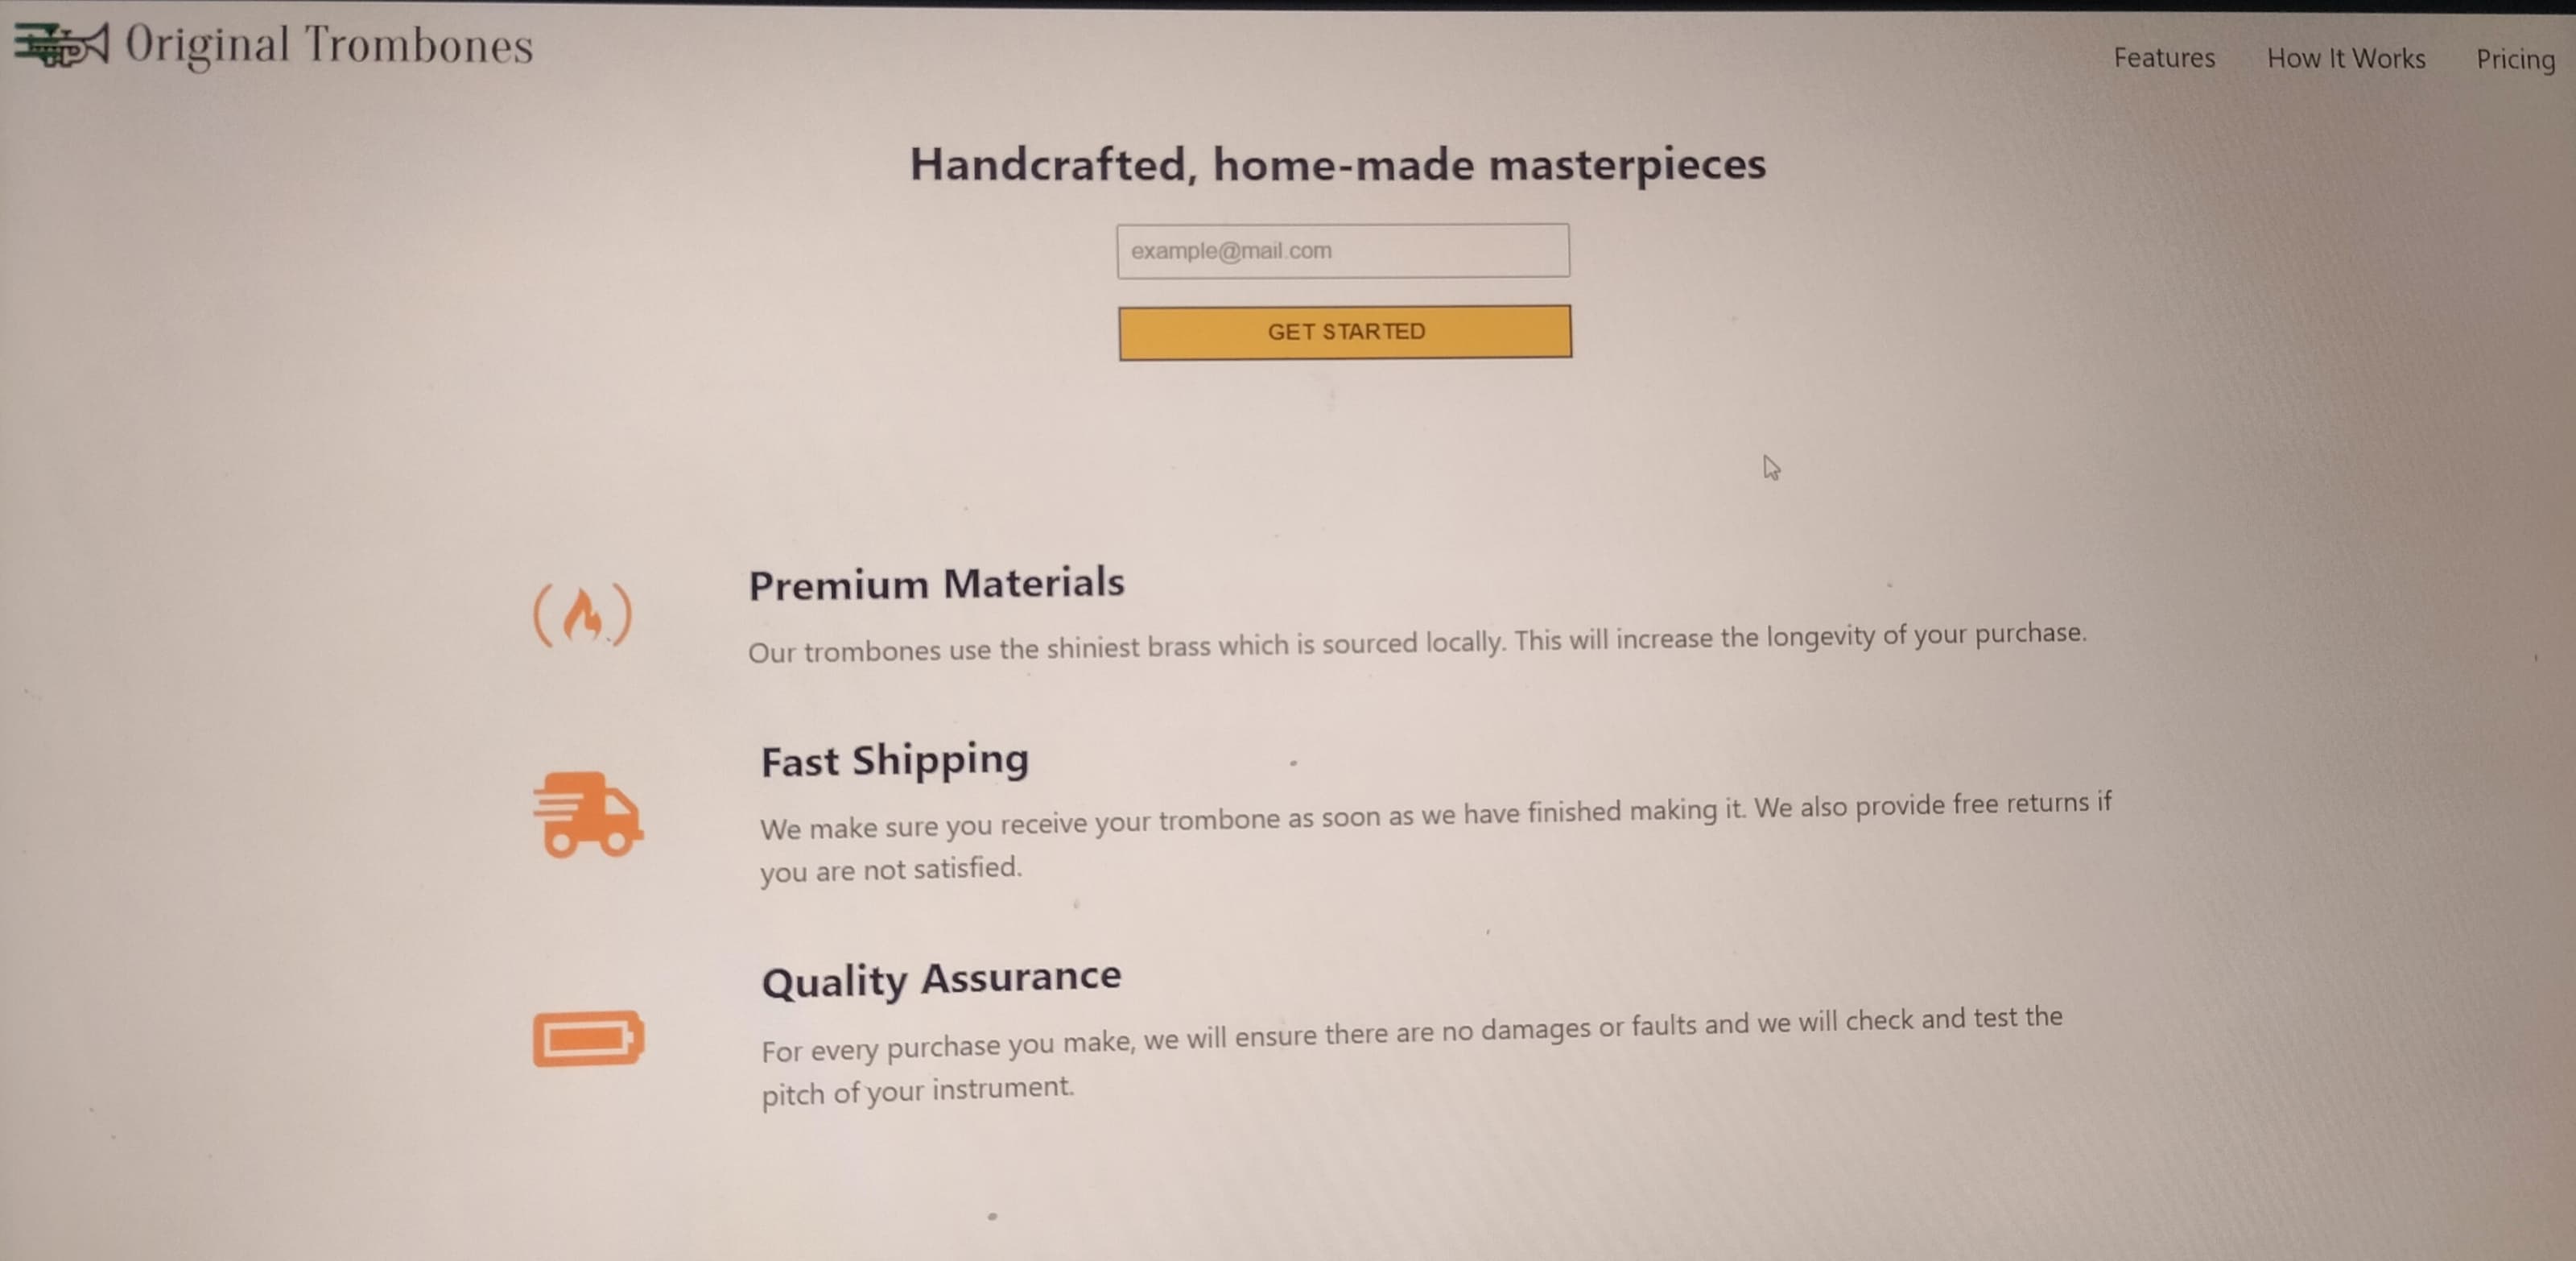 Original Trombones
Features How It Works Pricing
Handcrafted, home-made masterpieces
example@mail.com
GET STARTED
Premium Materials
Our trombones use the shiniest brass which is sourced locally. This will increase the longevity of your purchase.
Fast Shipping
We make sure you receive your trombone as soon as we have finished making it. We also provide free returns if
you are not satisfied.
Quality Assurance
For every purchase you make, we will ensure there are no damages or faults and we will check and test the
pitch of your instrument.